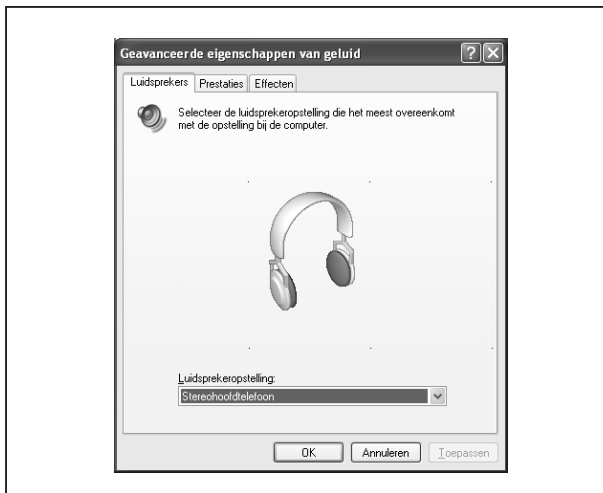 Geavanceerde eigenschappen van geluid
Luidsprekers Prestaties Effecten
Selecteer de luidsprekeropstelling die het meest overeenkomt
met de opstelling bij de computer.
Luidsprekeropstelling:
Stereohoofdtelefoon
OK Annuleren Toepassen